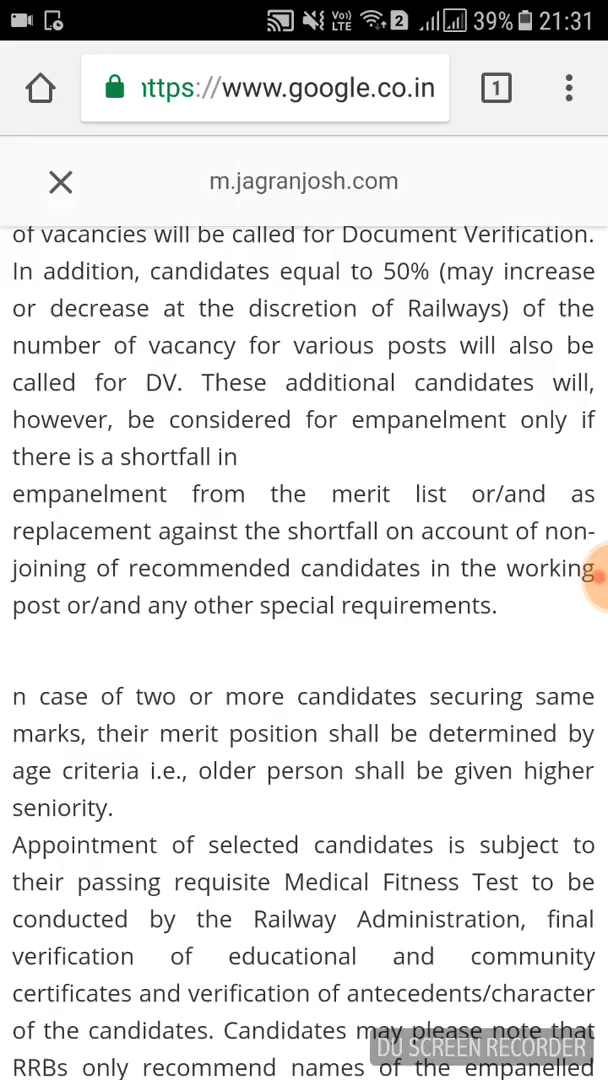 Vo))
LTE
2
39%
21:31
ttps://www.google.co.in
1
m.jagranjosh.com
of vacancies will be called for Document Verification.
In addition, candidates equal to 50% (may increase
or decrease at the discretion of Railways) of the
number of vacancy for various posts will also be
called for DV. These additional candidates will,
however, be considered for empanelment only if
there is a shortfall in
empanelment from the merit list or/and as
replacement against the shortfall on account of non-
joining of recommended candidates in the working
post or/and any other special requirements.
n case of two or more candidates securing same
marks, their merit position shall be determined by
age criteria i.e., older person shall be given higher
seniority.
Appointment of selected candidates is subject to
their passing requisite Medical Fitness Test to be
conducted by the Railway Administration, final
verification of educational and community
certificates and verification of antecedents/character
of the candidates. Candidates may please note that
DU SCREEN RECORDER
RRBs only recommend names of the empanelled